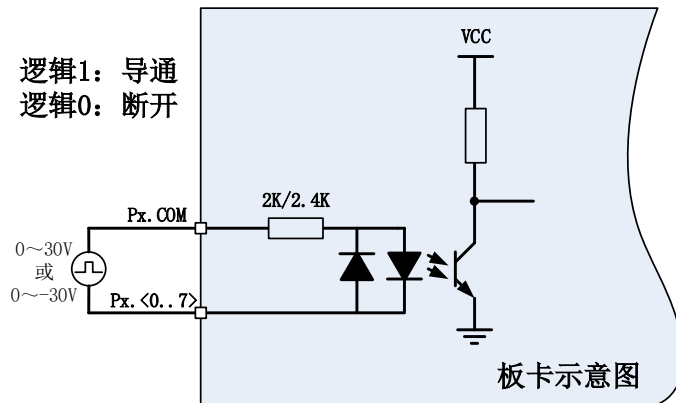 逻辑1：导通
逻辑0：断开
VCC
2K/2.4K
Px.COM
0～30V
或
0～-30V
Px.<0..7>
板卡示意图